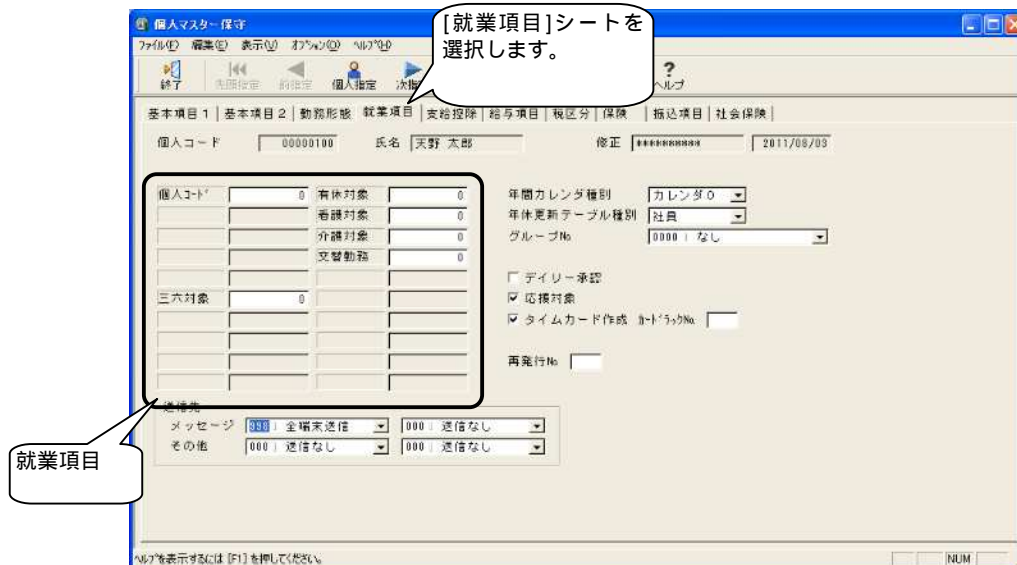 個人マスター保守
[就業項目]シートを
選択します。
ファイル(F) 編集(E) 表示(V) オプション(O) ヘルプ(H)
終了 先頭指定 前指定 個人指定 ヘルプ
基本項目1 基本項目2 勤務形態 就業項目 支給控除 給与項目 税区分 保険 振込項目 社会保険
個人コード 00000100 氏名 天野 太郎 修正 ********** 2011/08/03
個人コード 0 有休対象 0 年間カレンダ種別 カレンダ0
看護対象 0 年休更新テーブル種別 社員
介護対象 0 グループNo. 0000 : なし
交替勤務 0
デイリー承認
三六対象 0 応援対象
タイムカード作成 カードラックNo.
再発行No.
送信先
メッセージ 998 : 全端末送信 000 : 送信なし
その他 000 : 送信なし 000 : 送信なし
就業項目
ヘルプを表示するには [F1] を押してください。 NUM